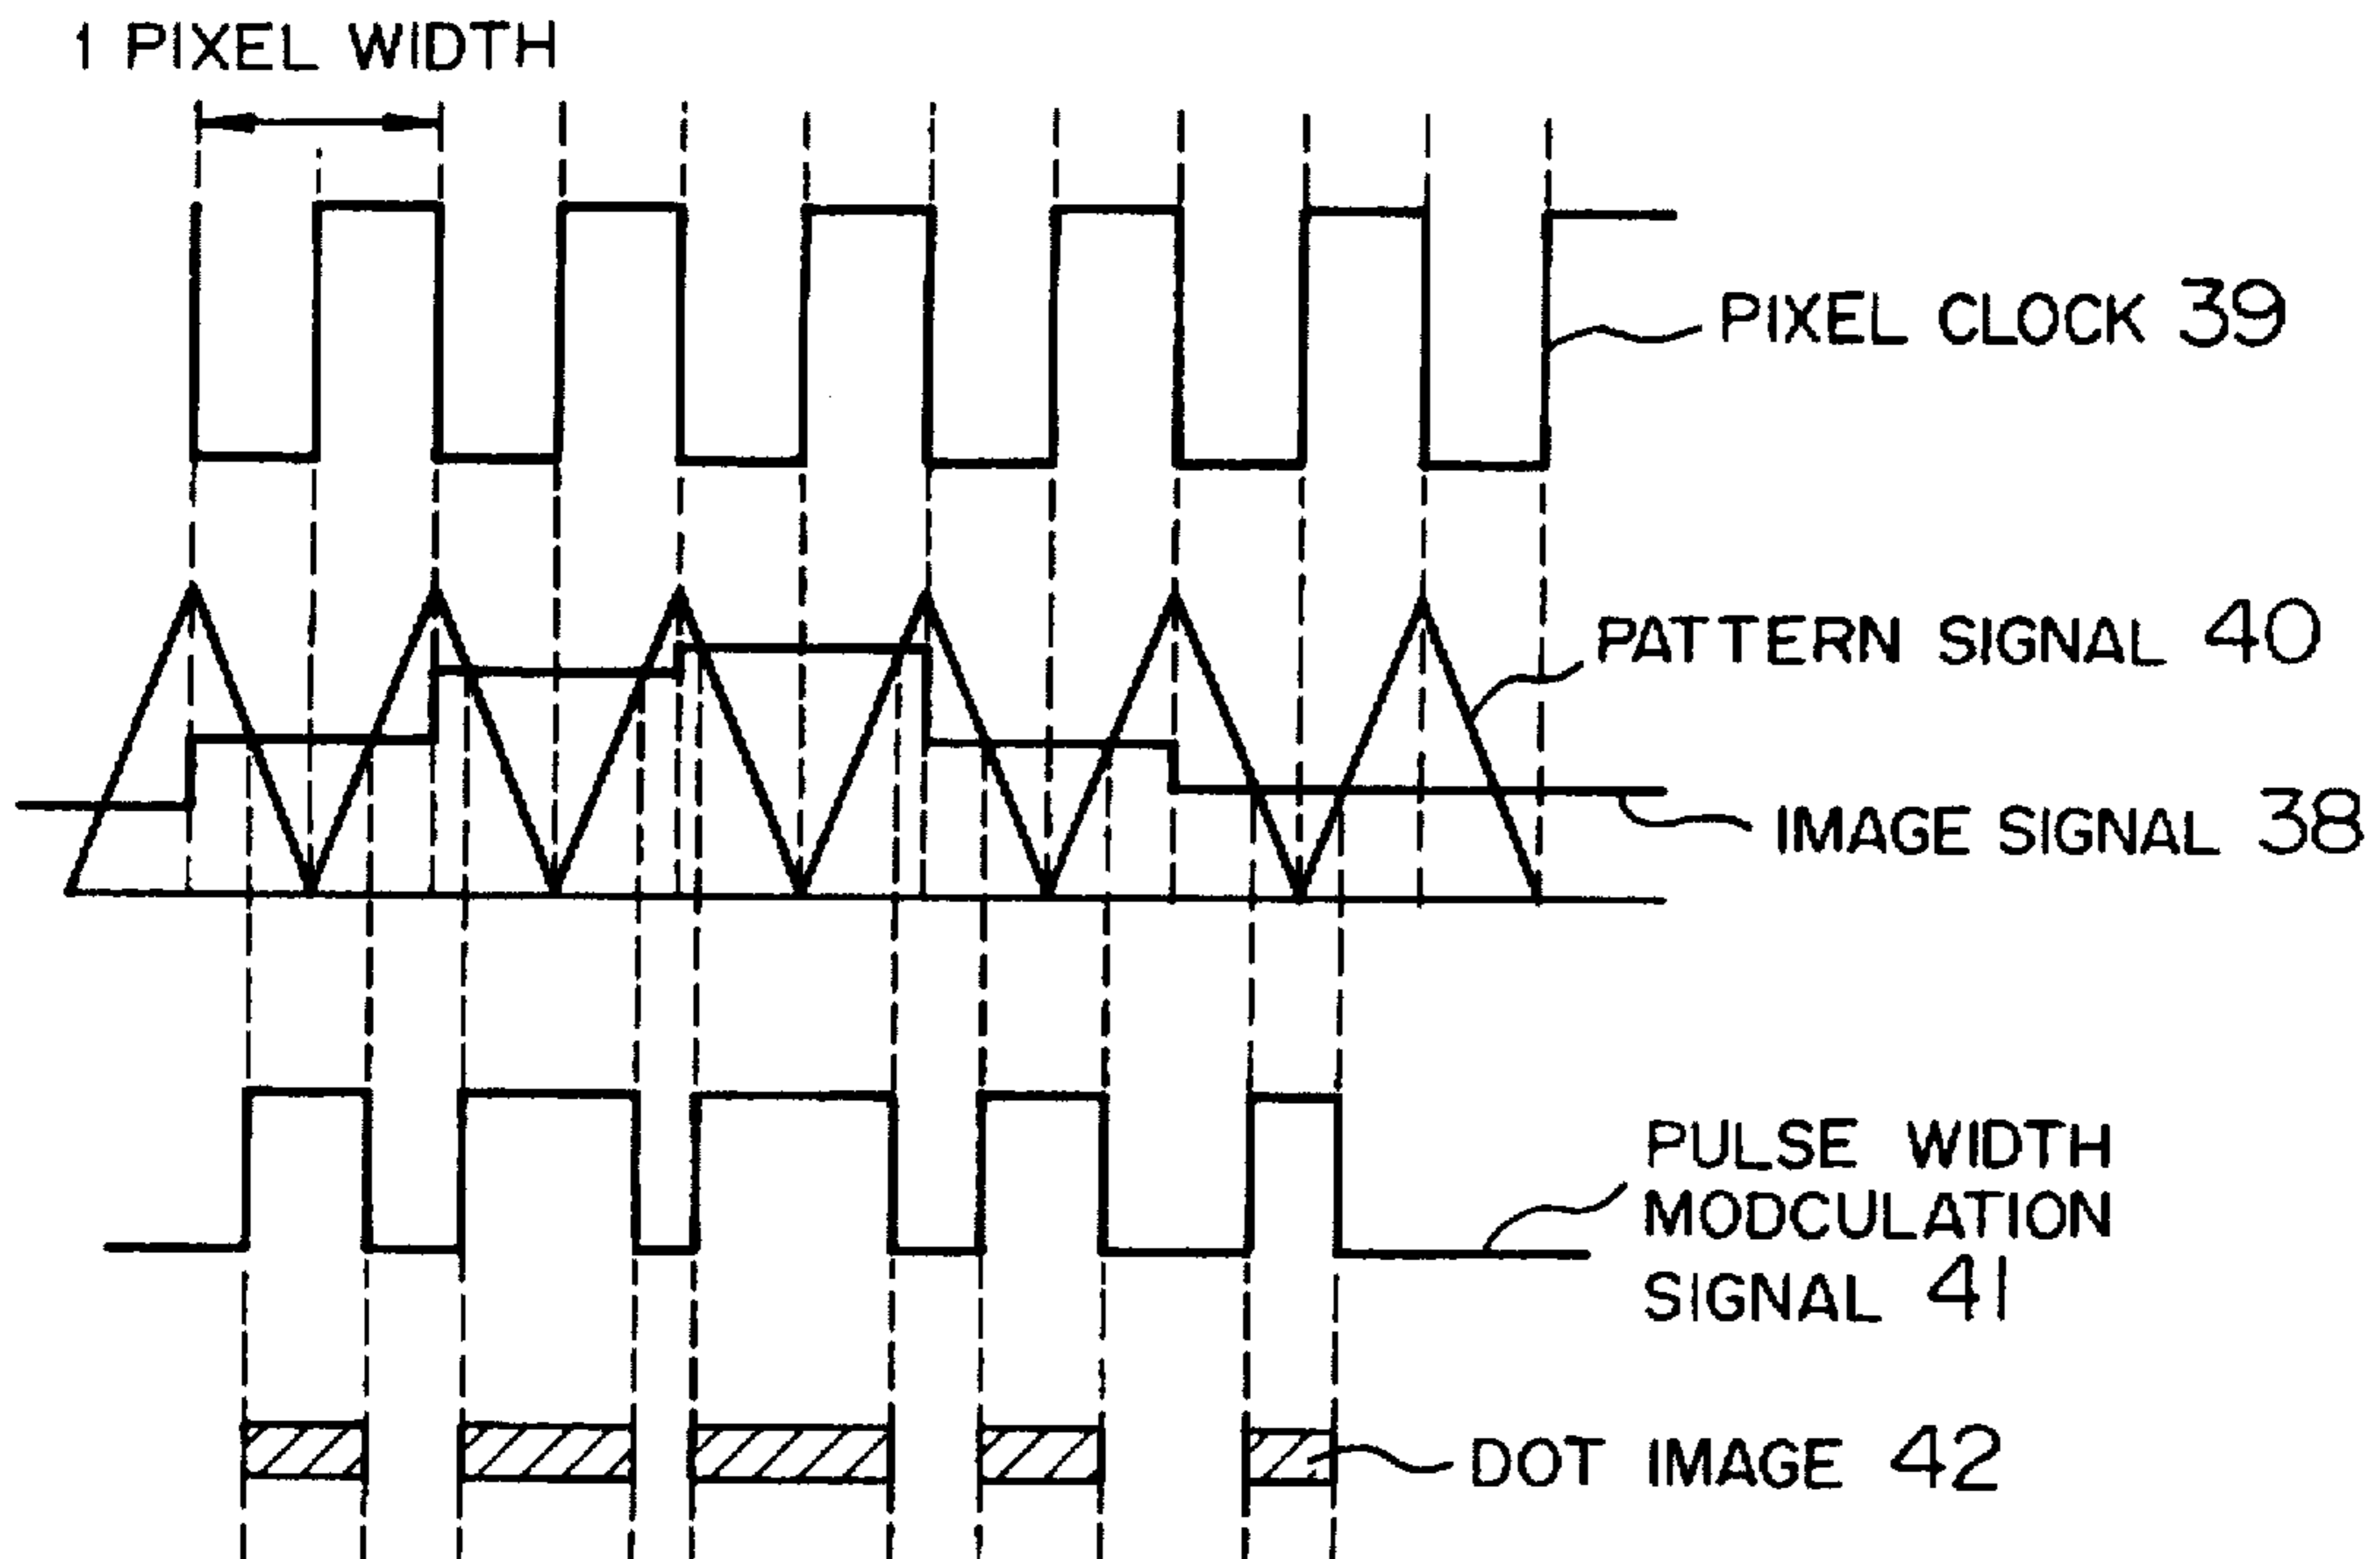 1 PIXEL WIDTH
PIXEL CLOCK 39
PATTERN SIGNAL 40
IMAGE SIGNAL 38
PULSE WIDTH
MODCULATION
SIGNAL 41
DOT IMAGE 42